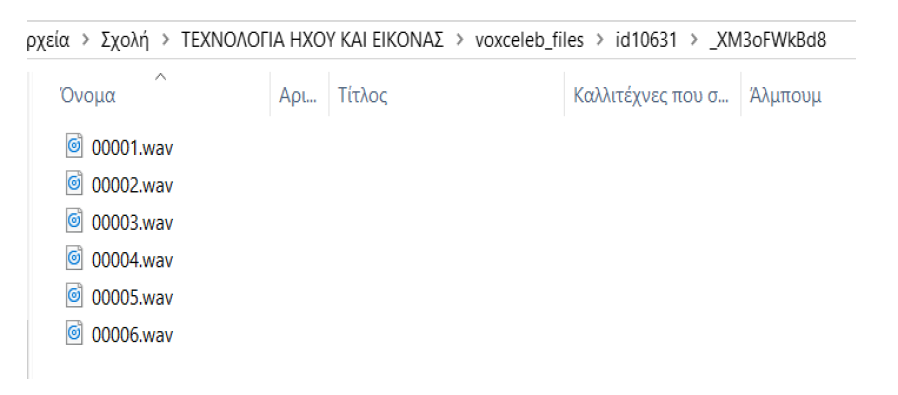 ρχεία > Σχολή > ΤΕΧΝΟΛΟΓΙΑ ΗΧΟΥ ΚΑΙ ΕΙΚΟΝΑΣ > voxceleb_files > id10631 > _XM3oFWkBd8
Όνομα Αρι... Τίτλος Καλλιτέχνες που σ... Άλμπουμ
00001.wav
00002.wav
00003.wav
00004.wav
00005.wav
00006.wav